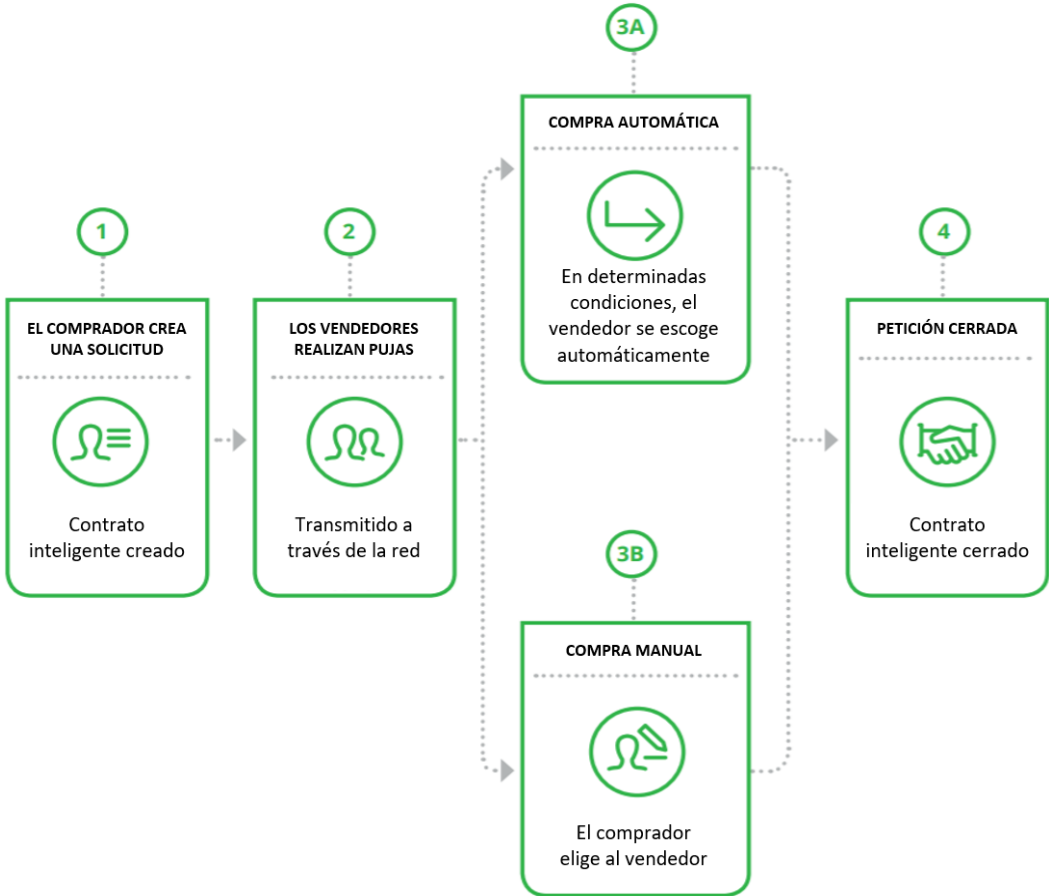 1
EL COMPRADOR CREA
UNA SOLICITUD
Contrato
inteligente creado
2
LOS VENDEDORES
REALIZAN PUJAS
Transmitido a
través de la red
3A
COMPRA AUTOMÁTICA
En determinadas
condiciones, el
vendedor se escoge
automáticamente
3B
COMPRA MANUAL
El comprador
elige al vendedor
4
PETICIÓN CERRADA
Contrato
inteligente cerrado